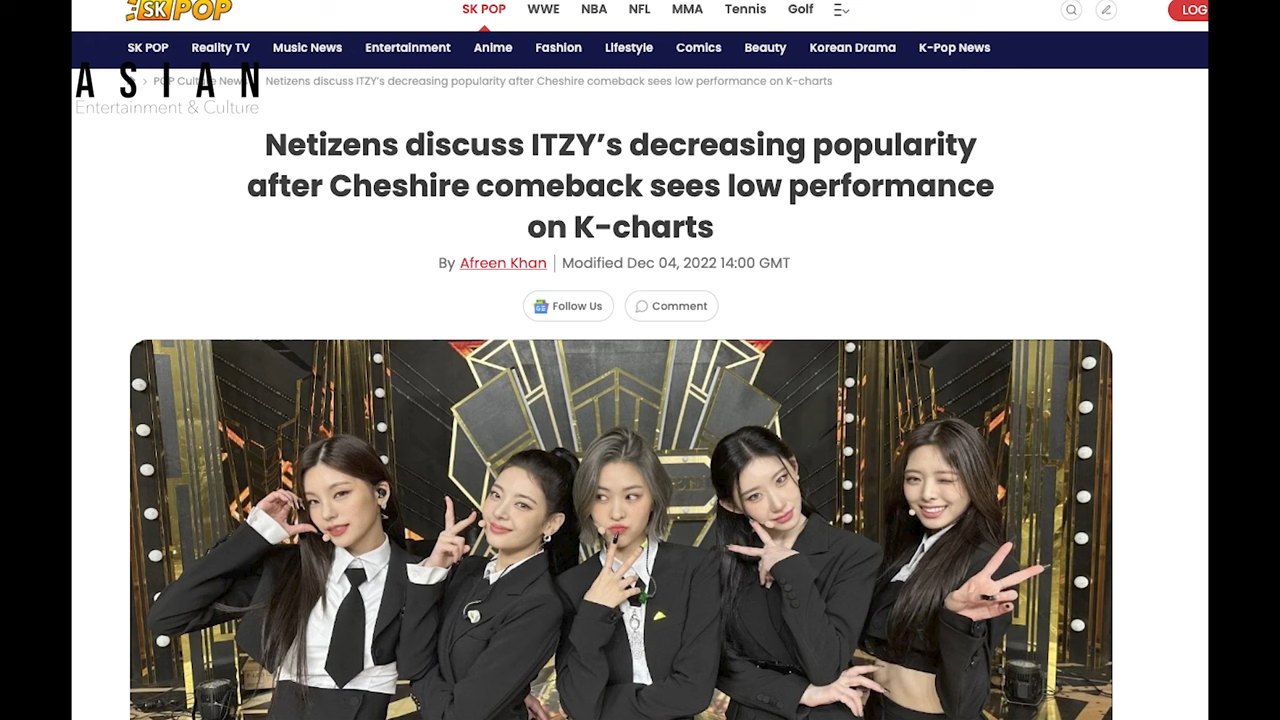 SK POP
SK POP WWE NBA NFL MMA Tennis Golf
LOG
SK POP Reality TV Music News Entertainment Anime Fashion Lifestyle Comics Beauty Korean Drama K-Pop News
ASIAN
Entertainment & Culture
Netizens discuss ITZY's decreasing popularity after Cheshire comeback sees low performance on K-charts
Netizens discuss ITZY’s decreasing popularity
after Cheshire comeback sees low performance
on K-charts
By Afreen Khan | Modified Dec 04, 2022 14:00 GMT
Follow Us Comment